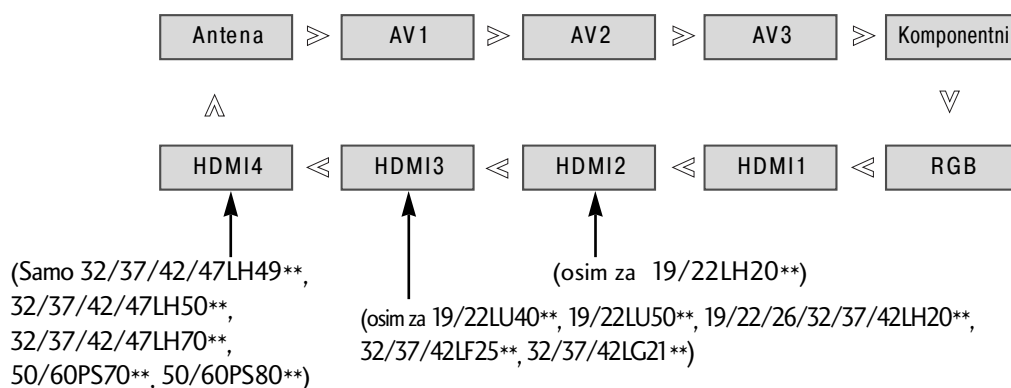 Antena AV1 AV2 AV3 Komponentni
HDMI4 HDMI3 HDMI2 HDMI1 RGB
(Samo 32/37/42/47LH49**,
32/37/42/47LH50**,
32/37/42/47LH70**,
50/60PS70**, 50/60PS80**)
(osim za 19/22LU40**, 19/22LU50**, 19/22/26/32/37/42LH20**,
32/37/42LF25**, 32/37/42LG21**)
(osim za 19/22LH20**)